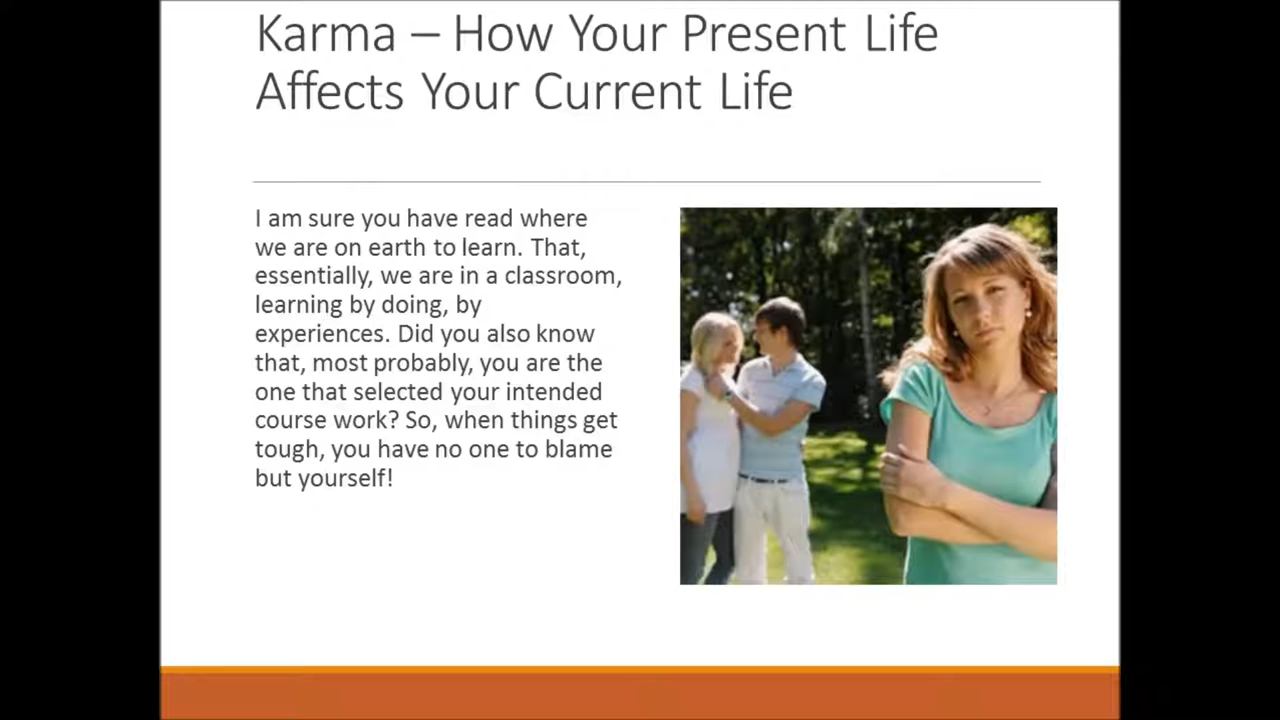 Karma – How Your Present Life
Affects Your Current Life
I am sure you have read where
we are on earth to learn. That,
essentially, we are in a classroom,
learning by doing, by
experiences. Did you also know
that, most probably, you are the
one that selected your intended
course work? So, when things get
tough, you have no one to blame
but yourself!